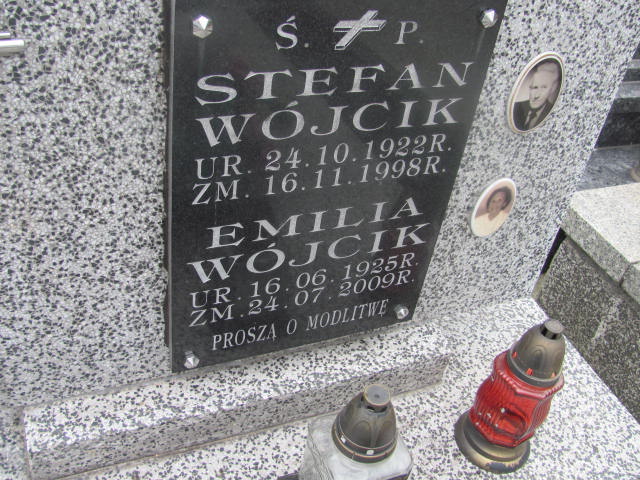 Ś. P.
STEFAN
WÓJCIK
UR. 24.10.1922R.
ZM. 16.11.1998R.
EMILIA
WÓJCIK
UR. 16.06.1925R.
ZM. 24.07.2009R.
PROSZĄ O MODLITWĘ